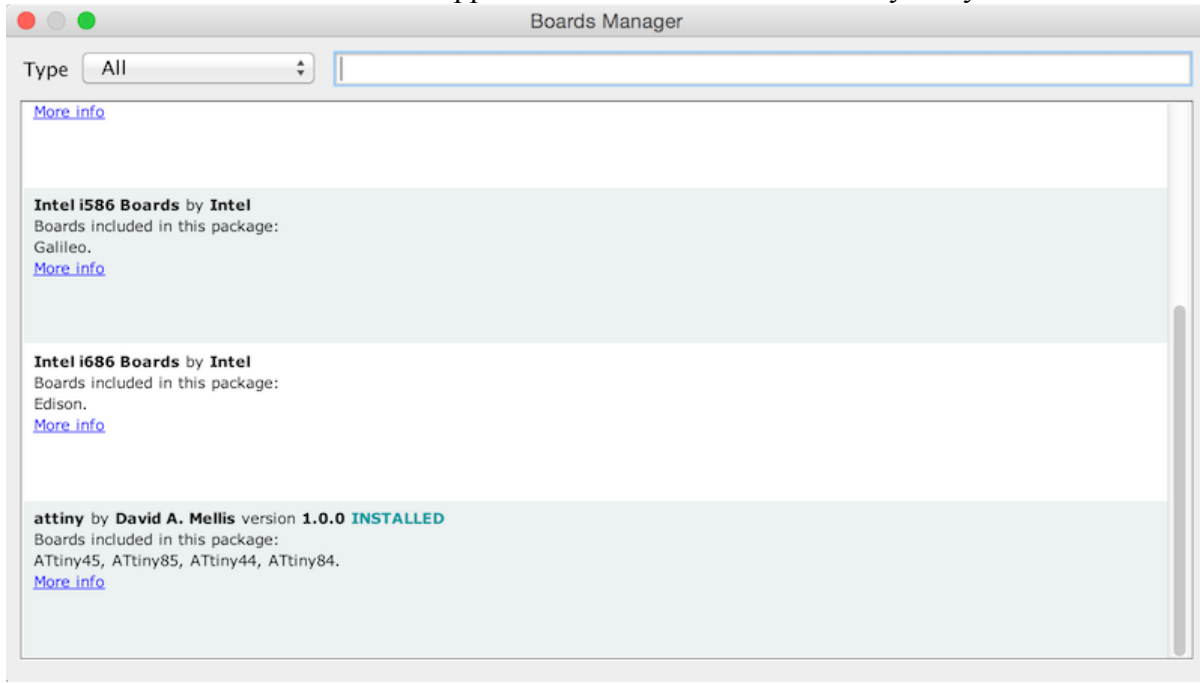 Boards Manager
Type All
More info
Intel i586 Boards by Intel
Boards included in this package:
Galileo.
More info
Intel i686 Boards by Intel
Boards included in this package:
Edison.
More info
attiny by David A. Mellis version 1.0.0 INSTALLED
Boards included in this package:
ATtiny45, ATtiny85, ATtiny44, ATtiny84.
More info